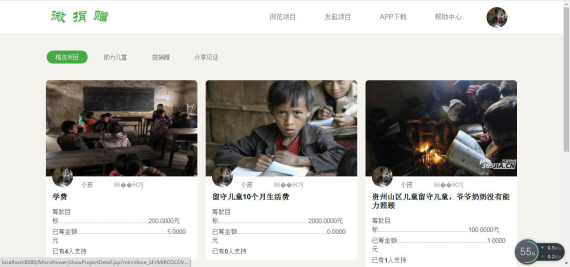 微捐赠
浏览项目 发起项目 APP下载 帮助中心
精选项目 助力儿童 微捐赠 分享见证
小孩
小孩
小孩
学费
筹款目标 200.0000元
已筹金额 5.0000元
已有4人支持
留守儿童10个月生活费
筹款目标 2000.0000元
已筹金额 0.0000元
已有0人支持
贵州山区儿童留守儿童，爷爷奶奶没有能力照顾
筹款目标 100.0000元
已筹金额 1.0000元
已有1人支持
365JIA.CN
55%
localhost:8080/MicroPower/showProjectDetail.jsp?microlove_id=MIRCOLOV...